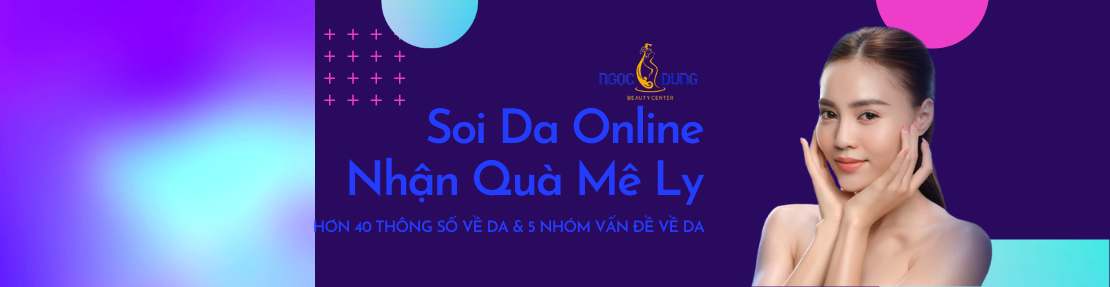 NGỌC DUNG
BEAUTY CENTER
Soi Da Online
Nhận Quà Mê Ly
HƠN 40 THÔNG SỐ VỀ DA & 5 NHÓM VẤN ĐỀ VỀ DA